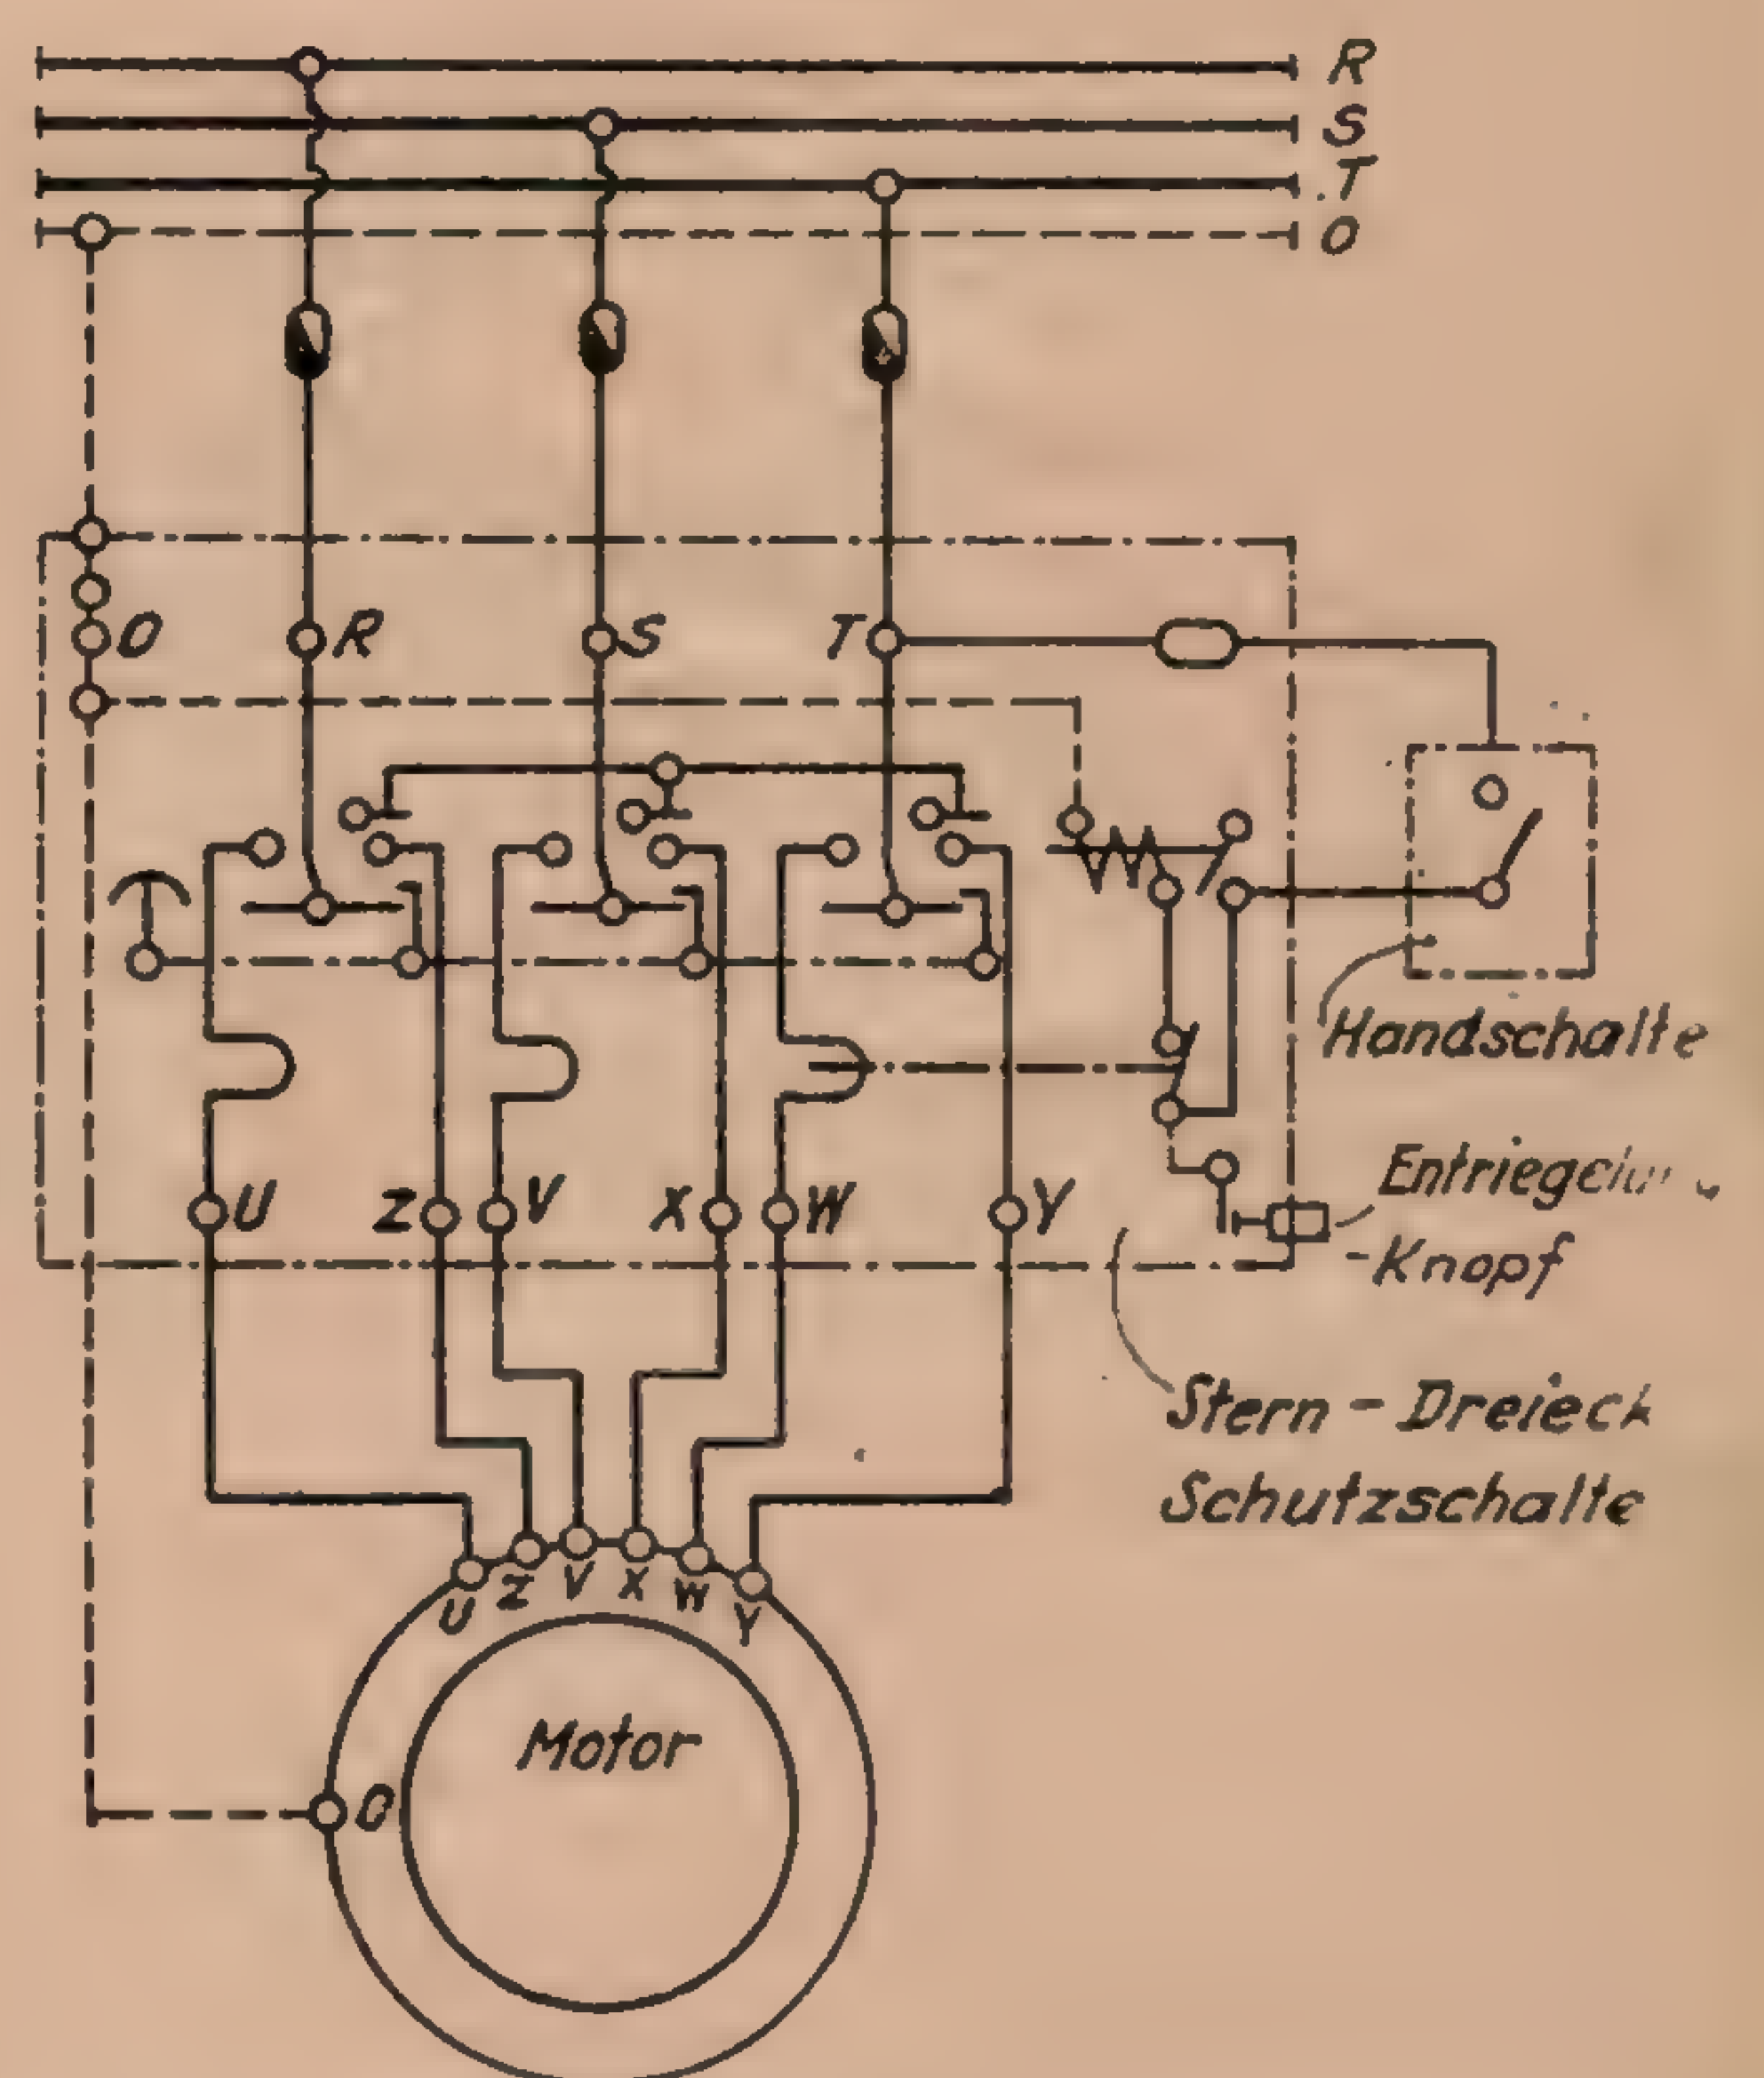 R
S
T
O
O R S T
Handschalte
U Z V X W Y
-Knopf
Stern - Dreieck
Schutzschalte
U Z V X W Y
Motor
O